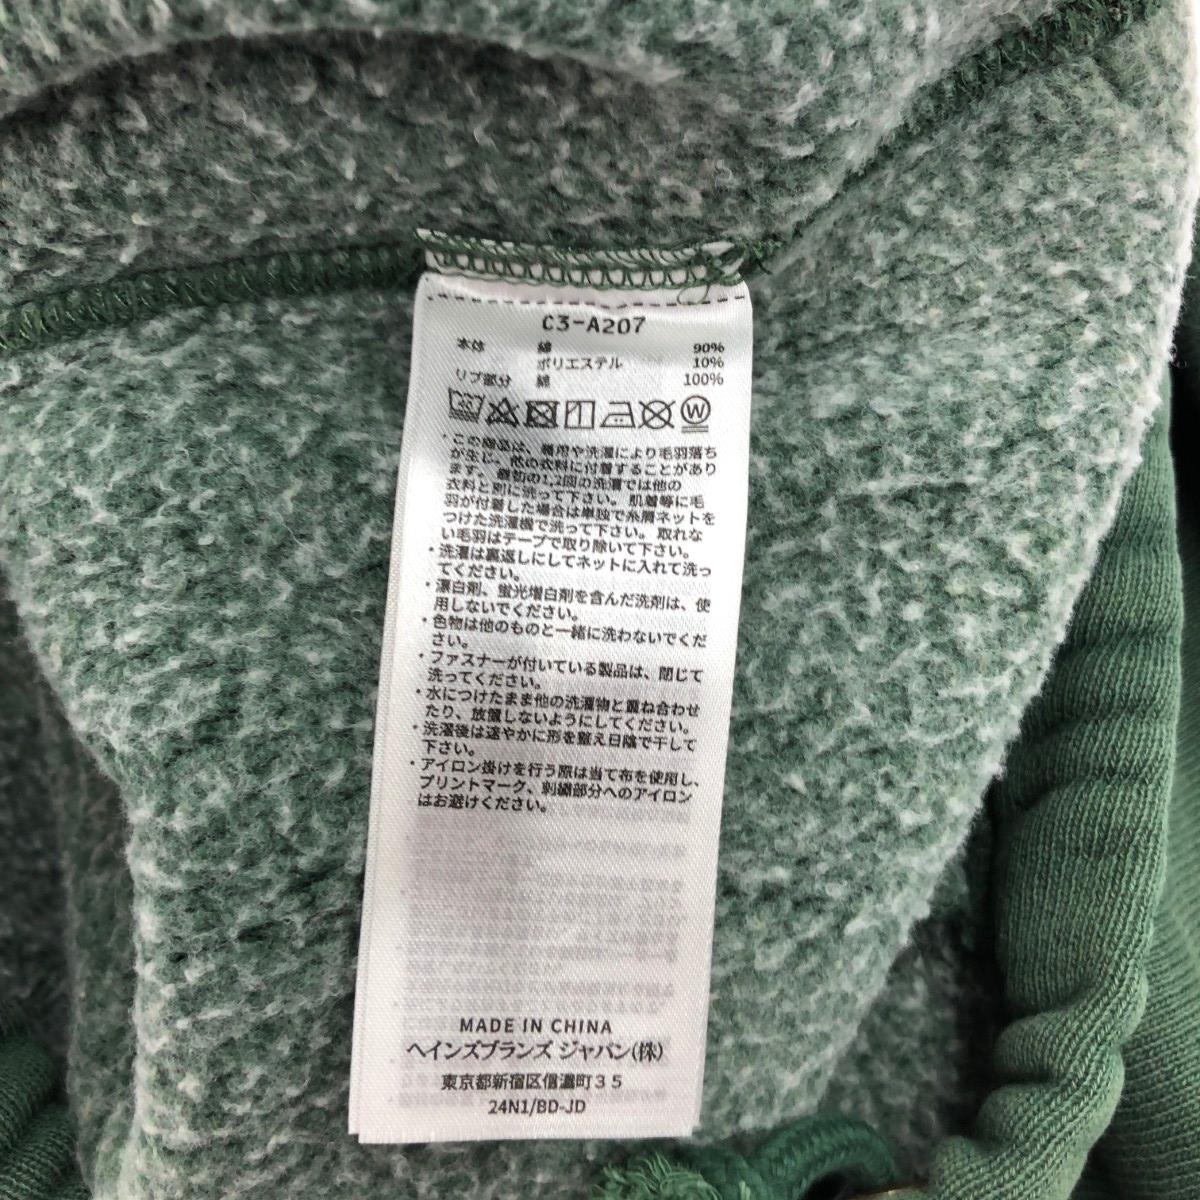 C3-A207
本体 綿 90%
ポリエステル 10%
リブ部分 綿 100%
40
W
・この商品は、着用や洗濯により毛羽落ち
が生じ、他の衣料に付着することがあり
ます。最初の1,2回の洗濯では他の
衣料と別に洗って下さい。肌着等に毛
羽が付着した場合は単独で糸屑ネットを
つけた洗濯機で洗って下さい。取れな
い毛羽はテープで取り除いて下さい。
・洗濯は裏返しにしてネットに入れて洗っ
てください。
・漂白剤、蛍光増白剤を含んだ洗剤は、使
用しないでください。
・色物は他のものと一緒に洗わないでくだ
さい。
・ファスナーが付いている製品は、閉じて
洗ってください。
・水につけたまま他の洗濯物と重ね合わせ
たり、放置しないようにしてください。
・洗濯後は速やかに形を整え日陰で干して
下さい。
・アイロン掛けを行う際は当て布を使用し、
プリントマーク、刺繍部分へのアイロン
はお避けください。
MADE IN CHINA
ヘインズブランズ ジャパン(株)
東京都新宿区信濃町35
24N1/BD-JD